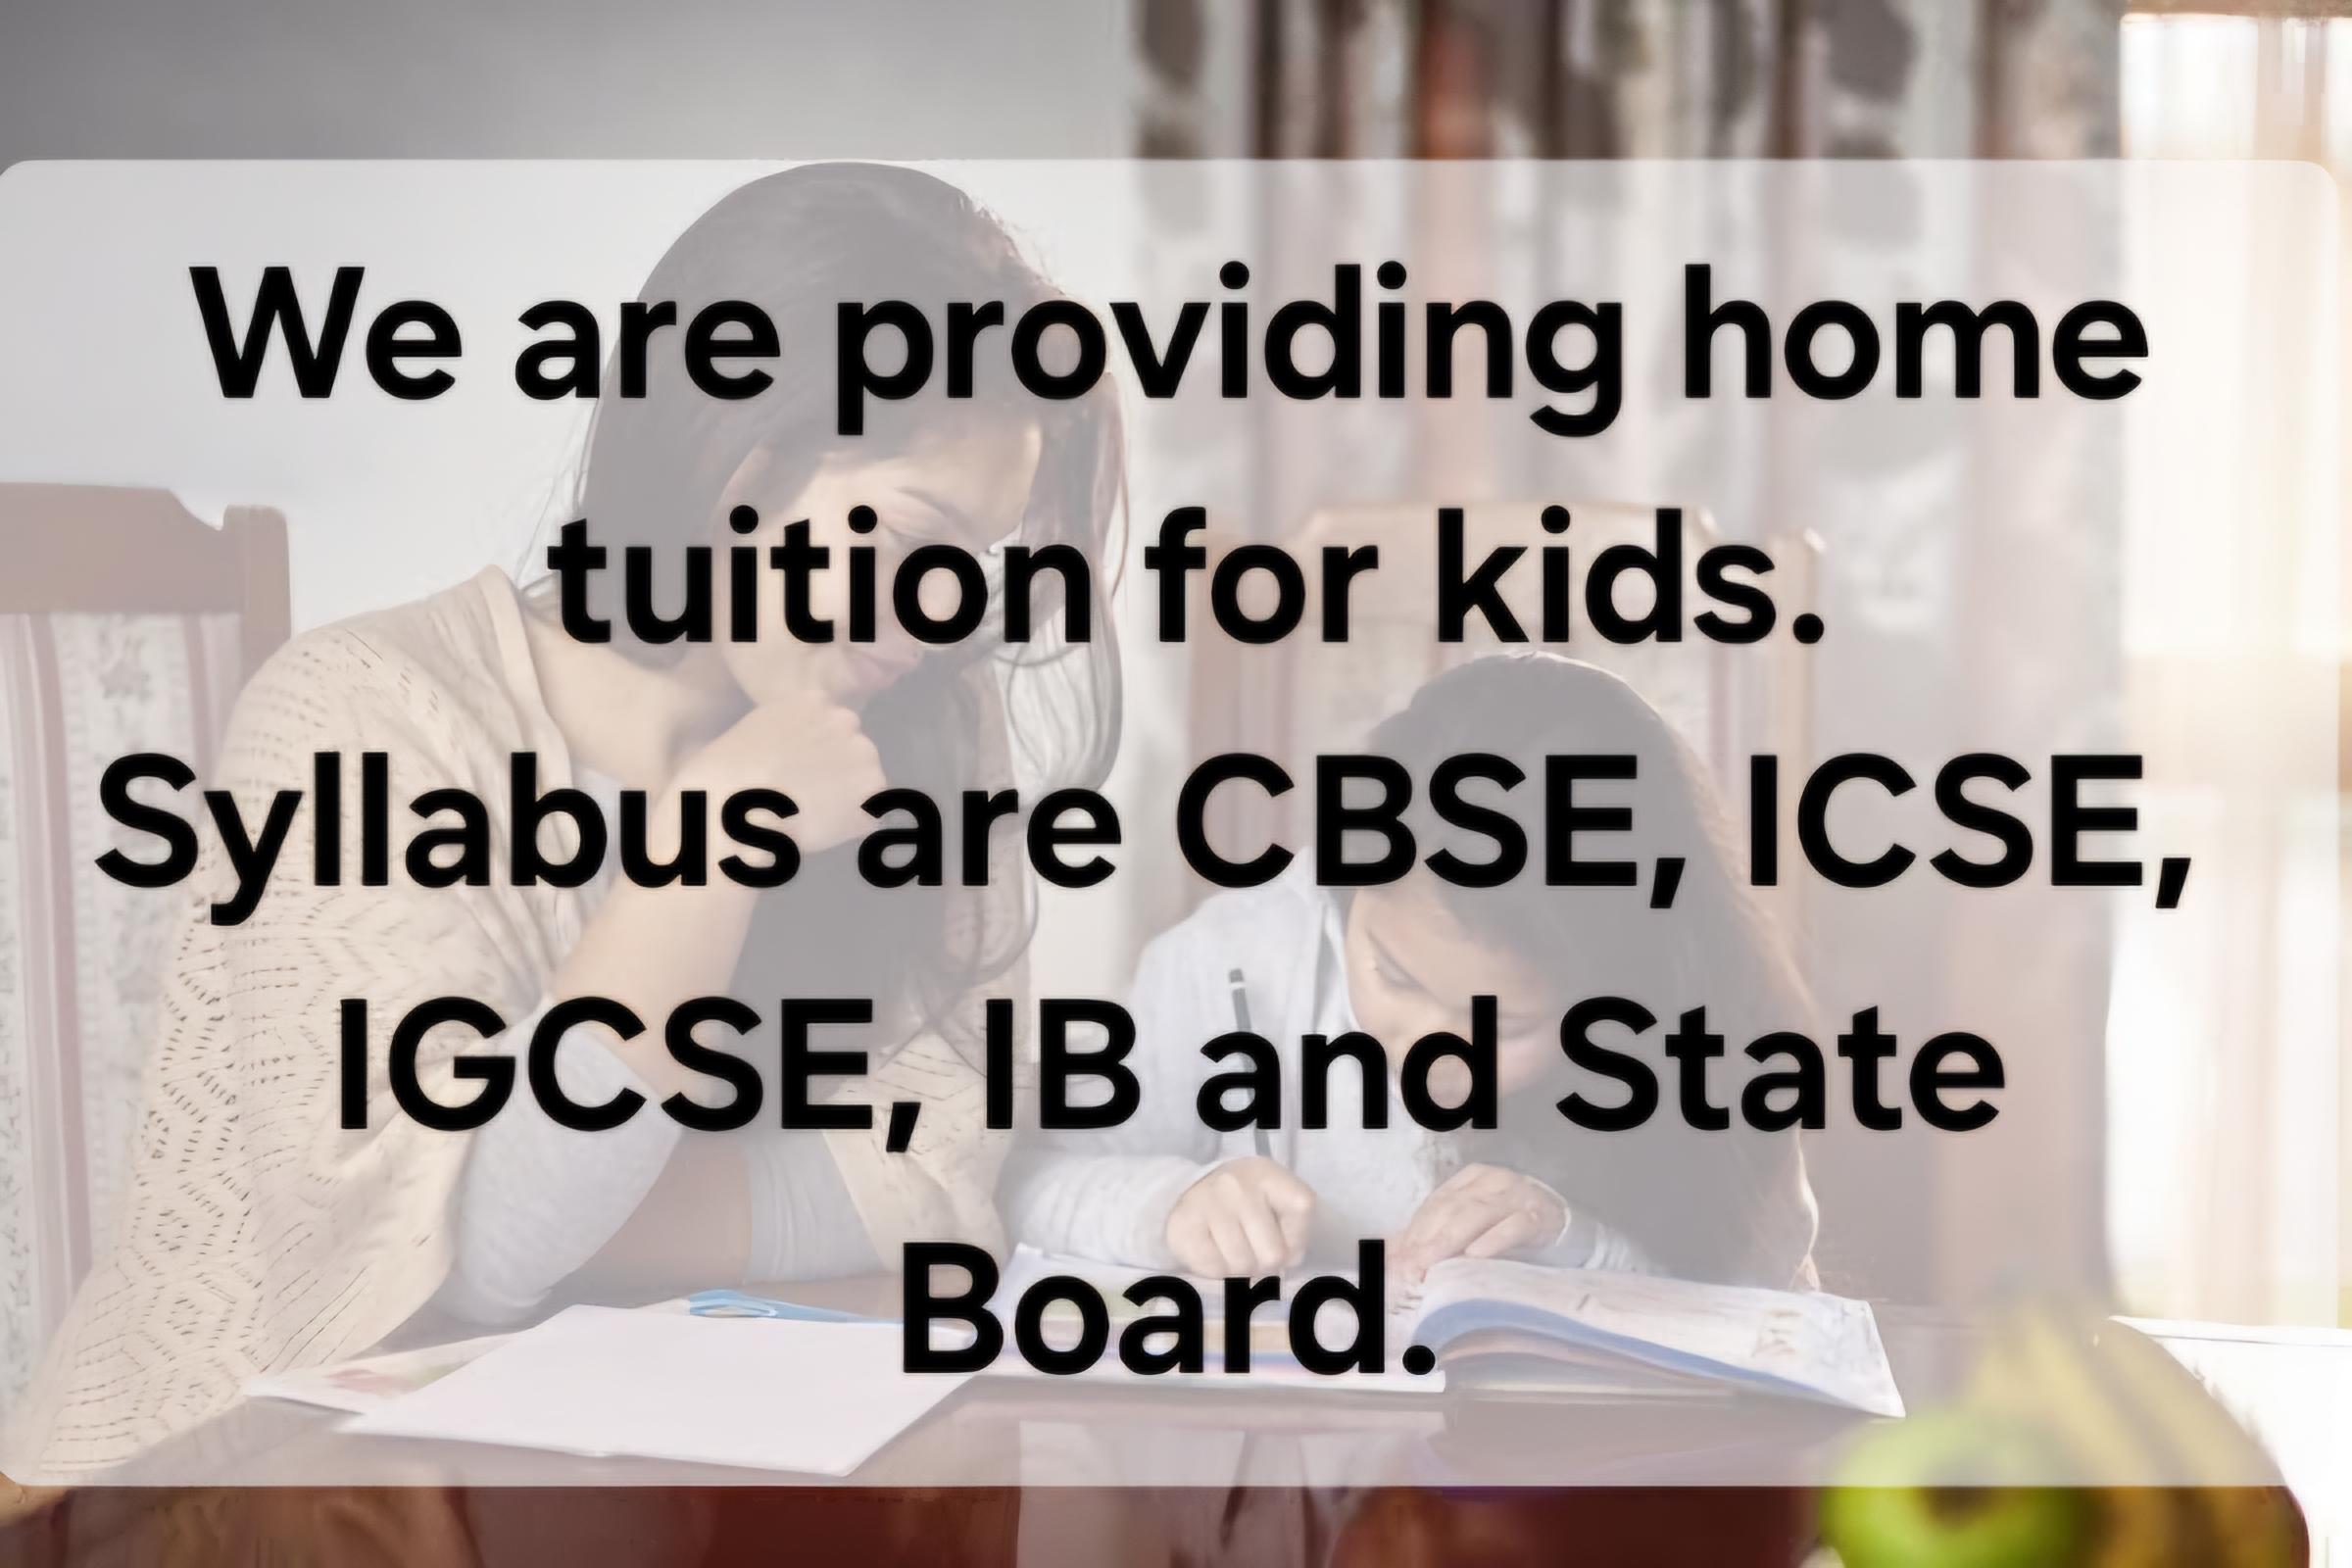 We are providing home
tuition for kids.
Syllabus are CBSE, ICSE,
IGCSE, IB and State
Board.